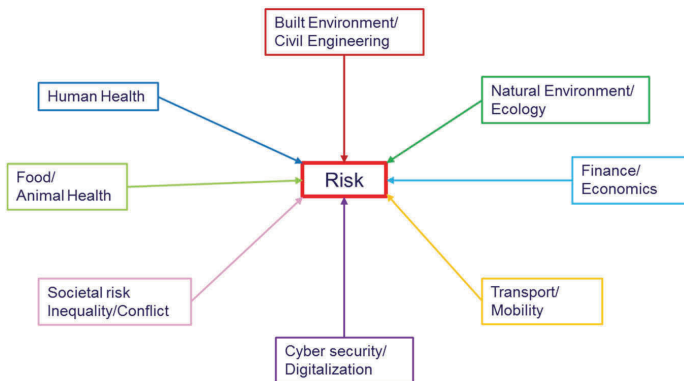 Built Environment/
Civil Engineering
Human Health
Natural Environment/
Ecology
Risk
Food/
Animal Health
Finance/
Economics
Societal risk
Inequality/Conflict
Transport/
Mobility
Cyber security/
Digitalization